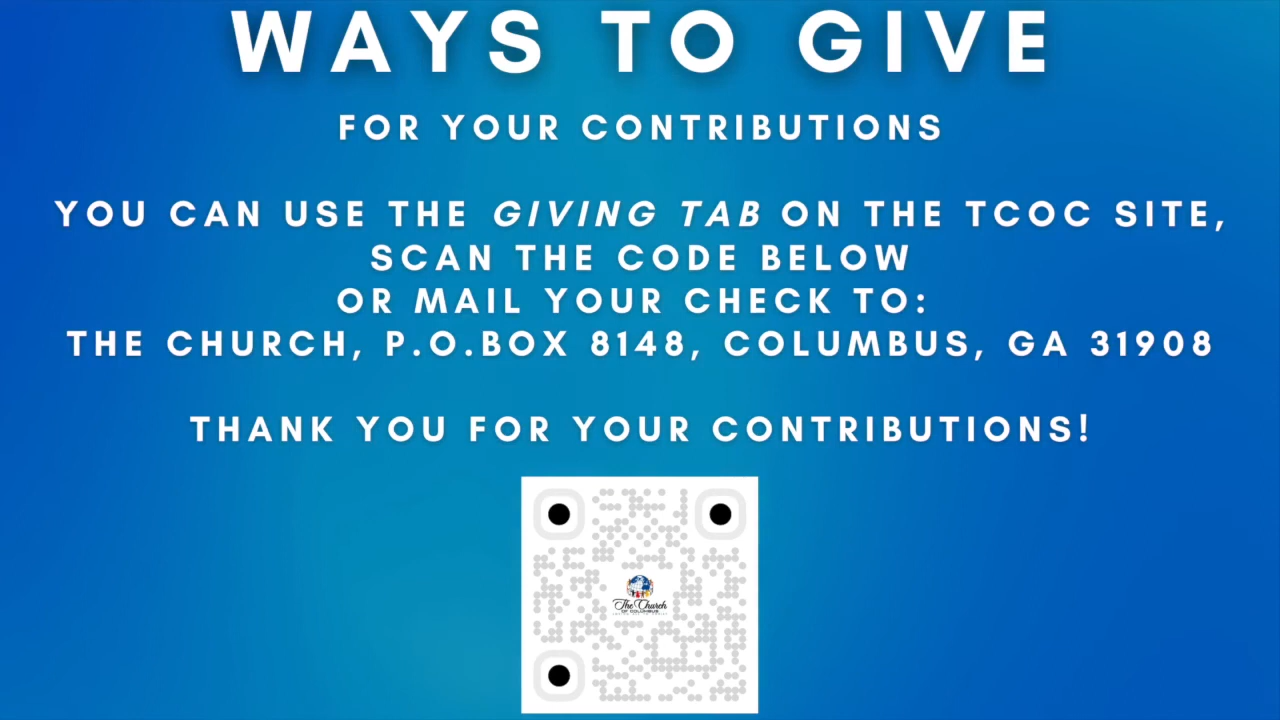 WAYS TO GIVE
FOR YOUR CONTRIBUTIONS
YOU CAN USE THE GIVING TAB ON THE TCOC SITE,
SCAN THE CODE BELOW
OR MAIL YOUR CHECK TO:
THE CHURCH, P.O.BOX 8148, COLUMBUS, GA 31908
THANK YOU FOR YOUR CONTRIBUTIONS!
The Church
OF COLUMBUS